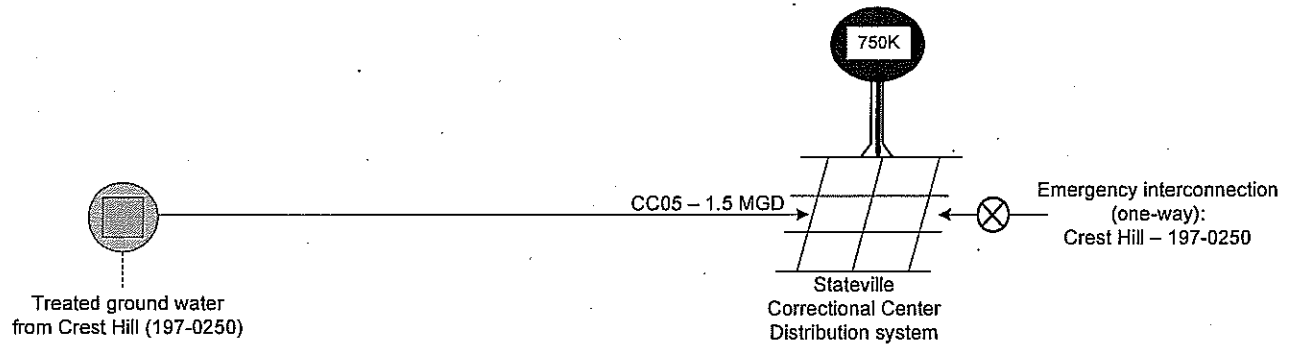 750K
CC05 – 1.5 MGD
Emergency interconnection
(one-way):
Crest Hill – 197-0250
Treated ground water
from Crest Hill (197-0250)
Stateville
Correctional Center
Distribution system